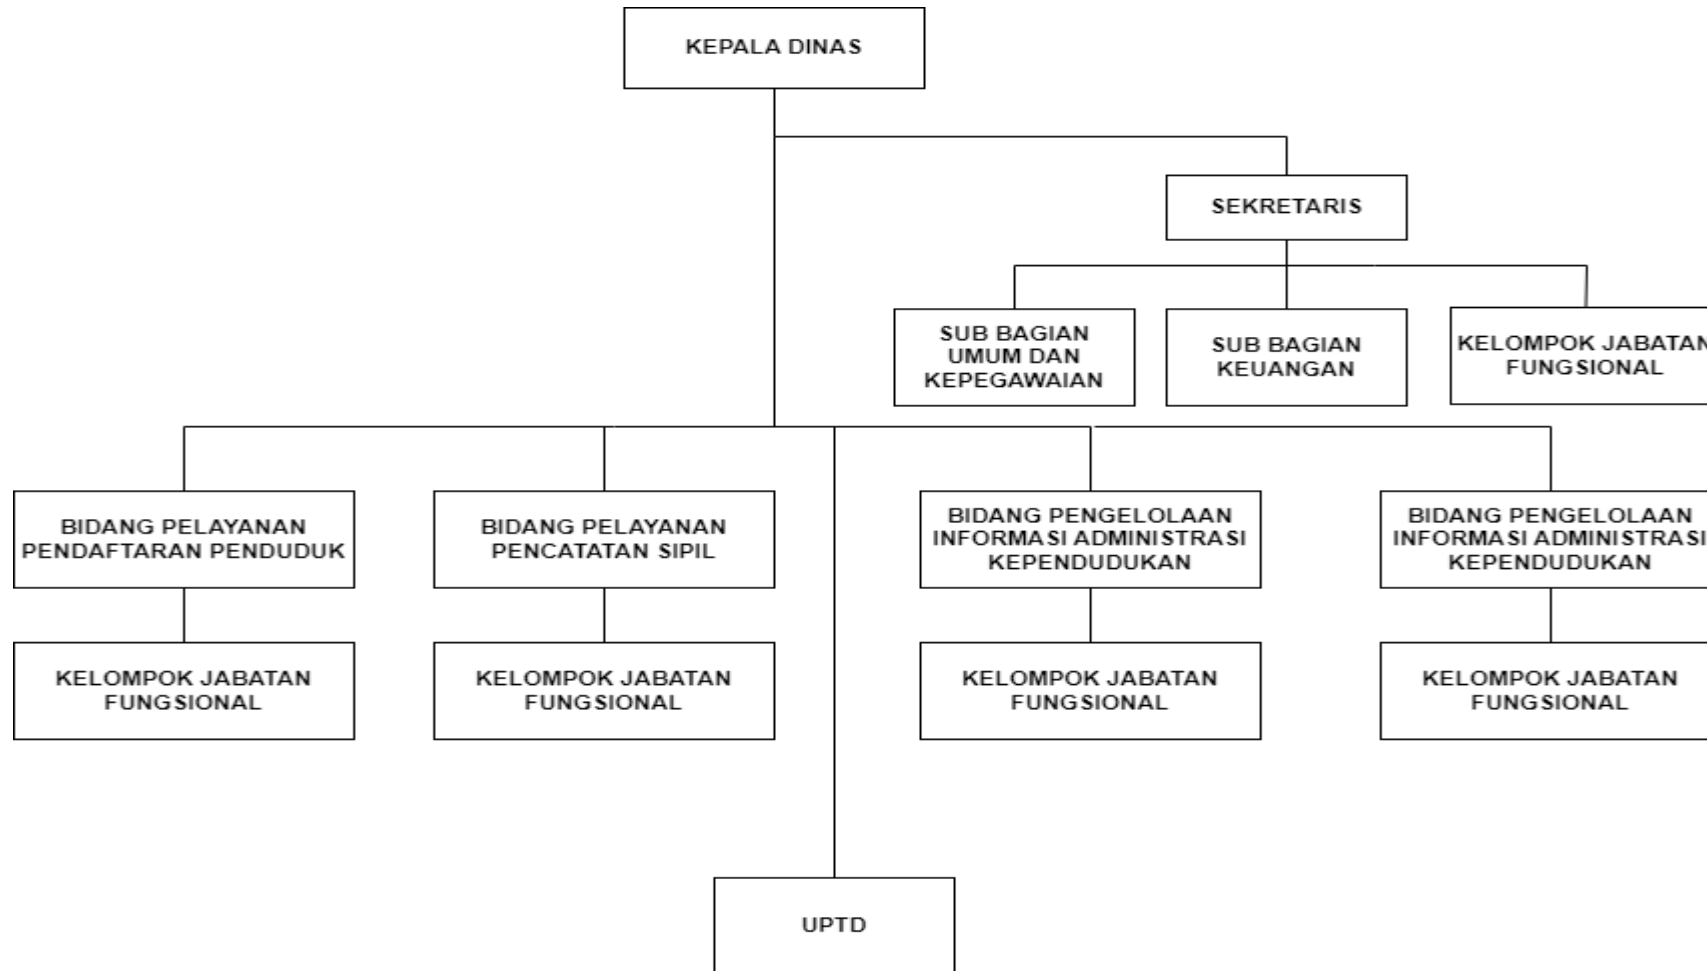 KEPALA DINAS
SEKRETARIS
SUB BAGIAN
UMUM DAN
KEPEGAWAIAN
SUB BAGIAN
KEUANGAN
KELOMPOK JABATAN
FUNGSIONAL
BIDANG PELAYANAN
PENDAFTARAN PENDUDUK
BIDANG PELAYANAN
PENCATATAN SIPIL
BIDANG PENGELOLAAN
INFORMASI ADMINISTRASI
KEPENDUDUKAN
BIDANG PENGELOLAAN
INFORMASI ADMINISTRASI
KEPENDUDUKAN
KELOMPOK JABATAN
FUNGSIONAL
KELOMPOK JABATAN
FUNGSIONAL
KELOMPOK JABATAN
FUNGSIONAL
KELOMPOK JABATAN
FUNGSIONAL
UPTD